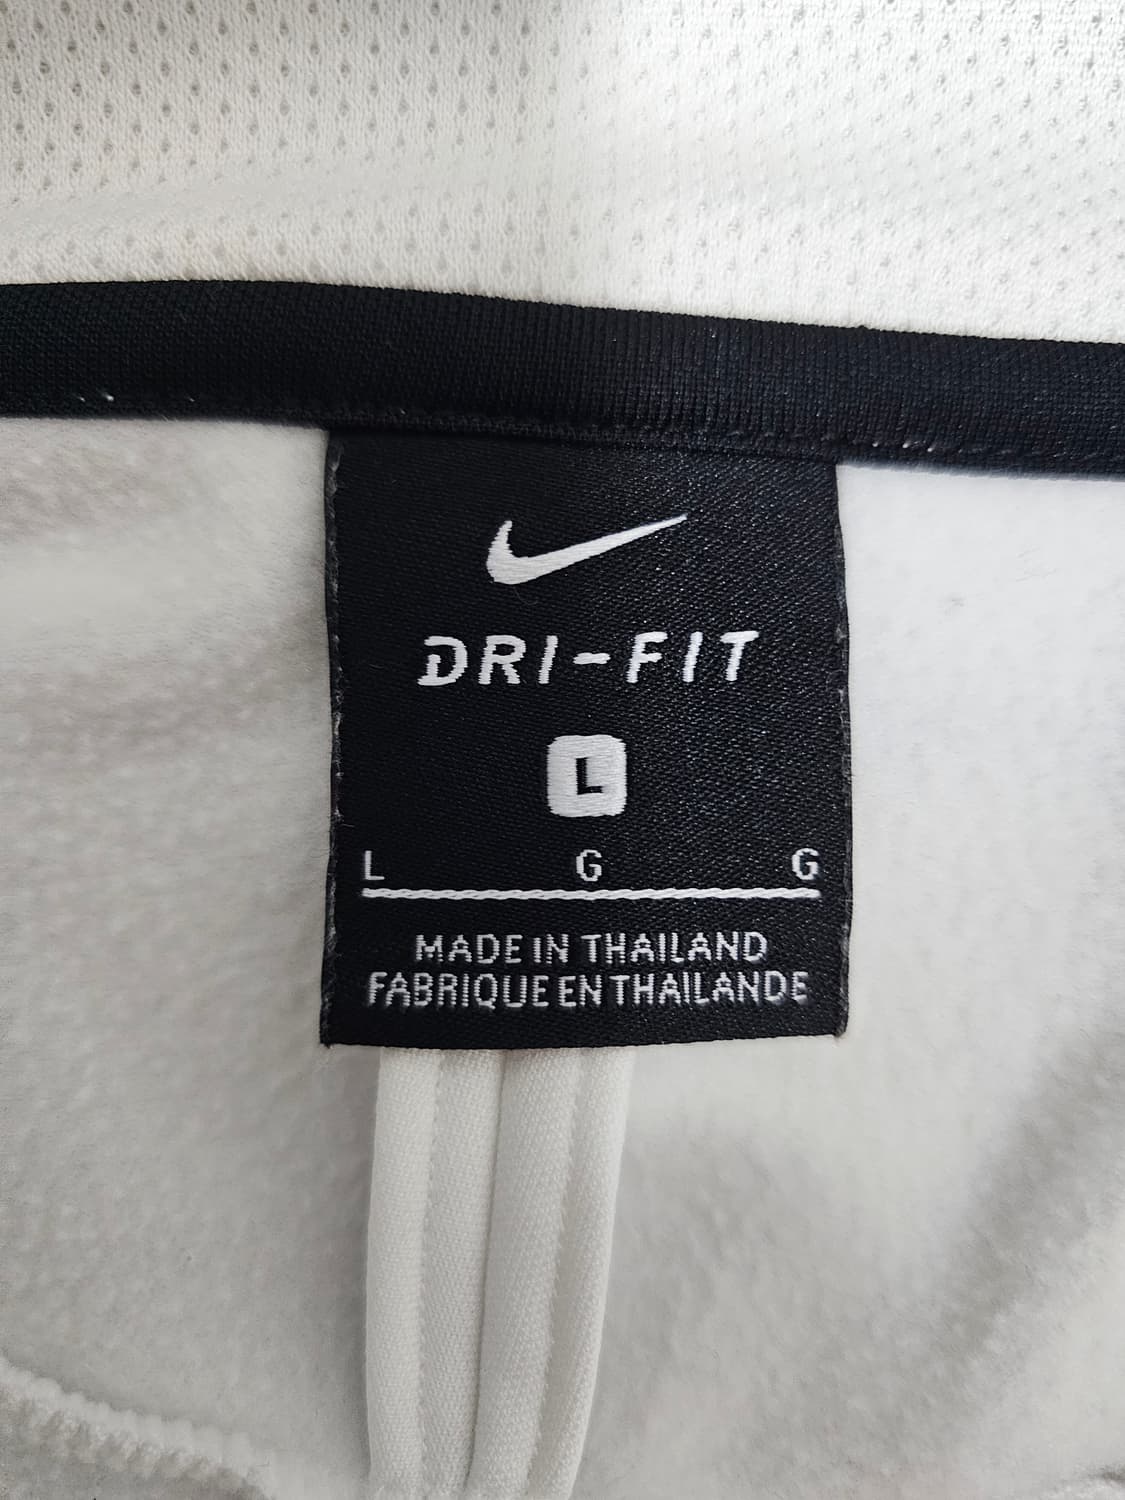 DRI-FIT
L
L G G
MADE IN THAILAND
FABRIQUE EN THAILANDE